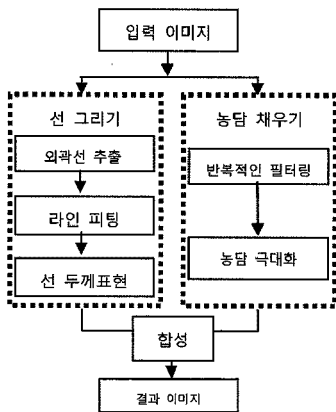 입력 이미지
선 그리기
외곽선 추출
라인 피팅
선 두께표현
농담 채우기
반복적인 필터링
농담 극대화
합성
결과 이미지